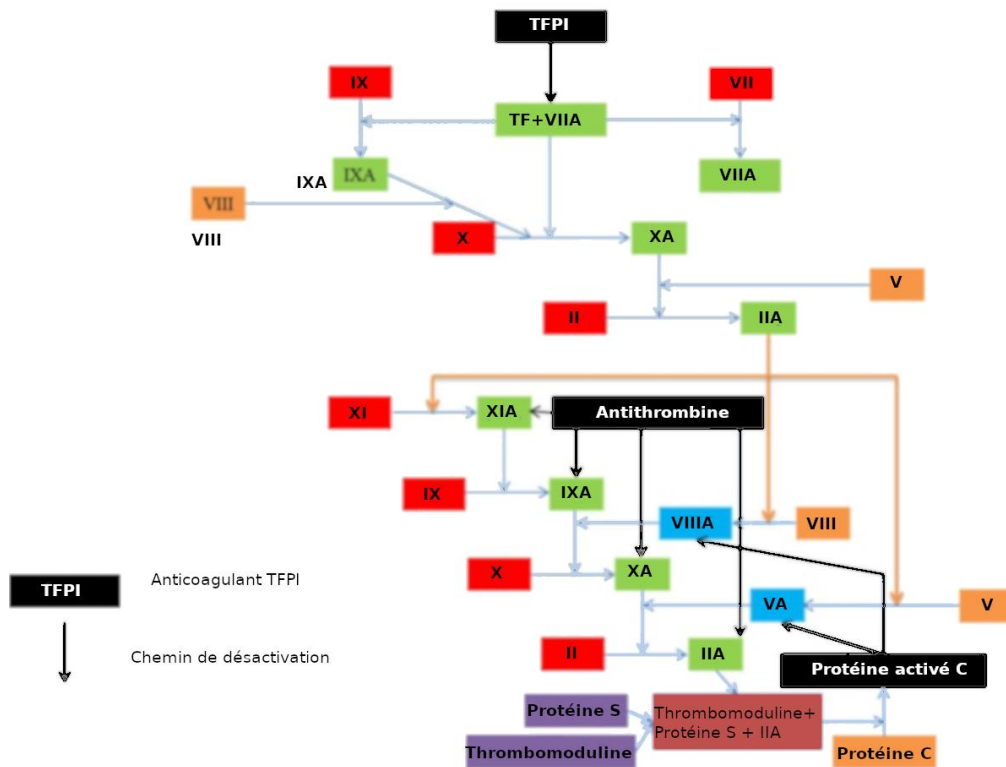 TFPI
IX
VII
TF+VIIA
IXA
IXA
VIIA
VIII
VIII
X
XA
V
II
IIA
XI
XIA
Antithrombine
IX
IXA
VIIIA
VIII
X
XA
TFPI
Anticoagulant TFPI
VA
V
Chemin de désactivation
II
IIA
Protéine activé C
Protéine S
Thrombomoduline+
Protéine S + IIA
Thrombomoduline
Protéine C